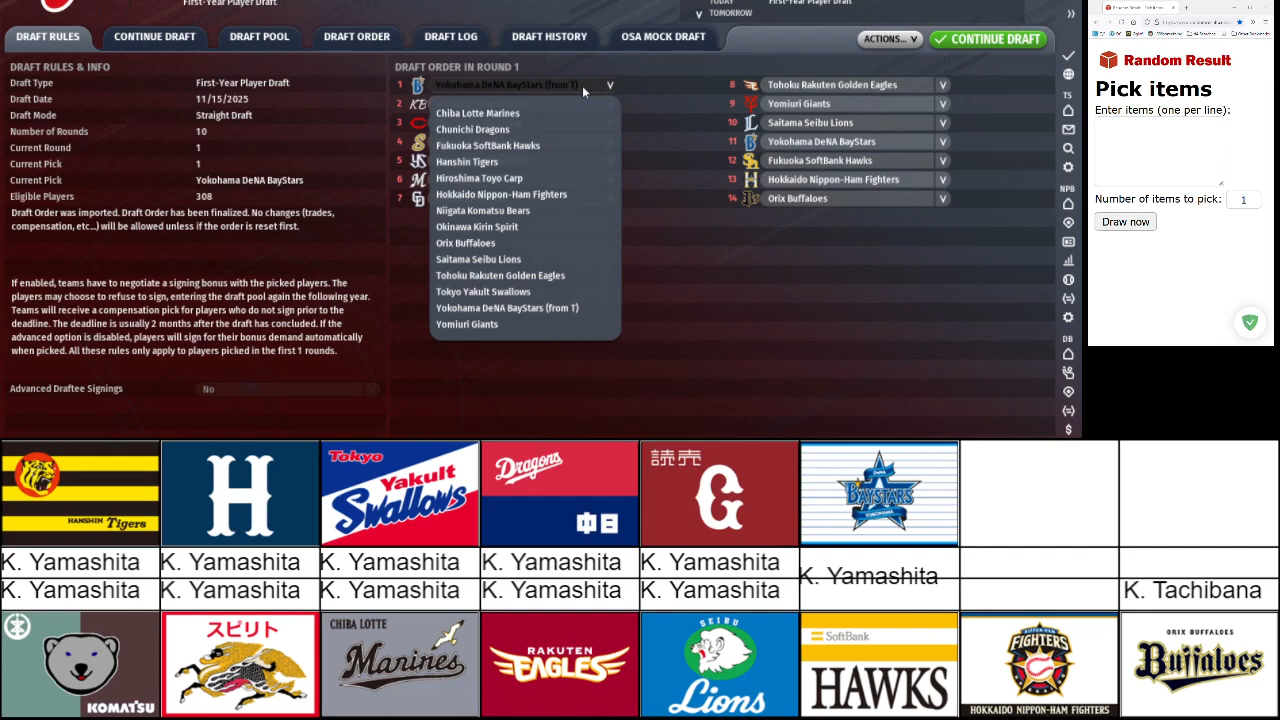 First-Year Player Draft
TODAY
First-Year Player Draft
TOMORROW
DRAFT RULES
CONTINUE DRAFT
DRAFT POOL
DRAFT ORDER
DRAFT LOG
DRAFT HISTORY
OSA MOCK DRAFT
ACTIONS...
CONTINUE DRAFT
DRAFT RULES & INFO
Draft Type First-Year Player Draft
Draft Date 11/15/2025
Draft Mode Straight Draft
Number of Rounds 10
Current Round 1
Current Pick 1
Current Pick Yokohama DeNA BayStars
Eligible Players 308
Draft Order was imported. Draft Order has been finalized. No changes (trades,
compensation, etc...) will be allowed unless if the order is reset first.
If enabled, teams have to negotiate a signing bonus with the picked players. The
players may choose to refuse to sign, entering the draft pool again the following year.
Teams will receive a compensation pick for players who do not sign prior to the
deadline. The deadline is usually 2 months after the draft has concluded. If the
advanced option is disabled, players will sign for their bonus demand automatically
when picked. All these rules only apply to players picked in the first 1 rounds.
Advanced Draftee Signings No
DRAFT ORDER IN ROUND 1
1 Yokohama DeNA BayStars (from T)
2
3
4
5
6
7
Chiba Lotte Marines
Chunichi Dragons
Fukuoka SoftBank Hawks
Hanshin Tigers
Hiroshima Toyo Carp
Hokkaido Nippon-Ham Fighters
Niigata Komatsu Bears
Okinawa Kirin Spirit
Orix Buffaloes
Saitama Seibu Lions
Tohoku Rakuten Golden Eagles
Tokyo Yakult Swallows
Yokohama DeNA BayStars (from T)
Yomiuri Giants
8 Tohoku Rakuten Golden Eagles
9 Yomiuri Giants
10 Saitama Seibu Lions
11 Yokohama DeNA BayStars
12 Fukuoka SoftBank Hawks
13 Hokkaido Nippon-Ham Fighters
14 Orix Buffaloes
TS
NPB
DB
Random Result
Pick items
Enter items (one per line):
Number of items to pick: 1
Draw now
HANSHIN Tigers
H
Tokyo
Yakult
Swallows
Dragons
中日
読売
G
DeNA
BAYSTARS
YOKOHAMA
K. Yamashita
K. Yamashita
K. Yamashita
K. Yamashita
K. Yamashita
K. Yamashita
K. Yamashita
K. Yamashita
K. Yamashita
K. Yamashita
K. Yamashita
K. Tachibana
KOMATSU
スピリト
CHIBA LOTTE
Marines
RAKUTEN
EAGLES
SEIBU
Lions
SoftBank
HAWKS
NIPPON-HAM
FIGHTERS
HOKKAIDO NIPPON-HAM FIGHTERS
ORIX BUFFALOES
Buffaloes